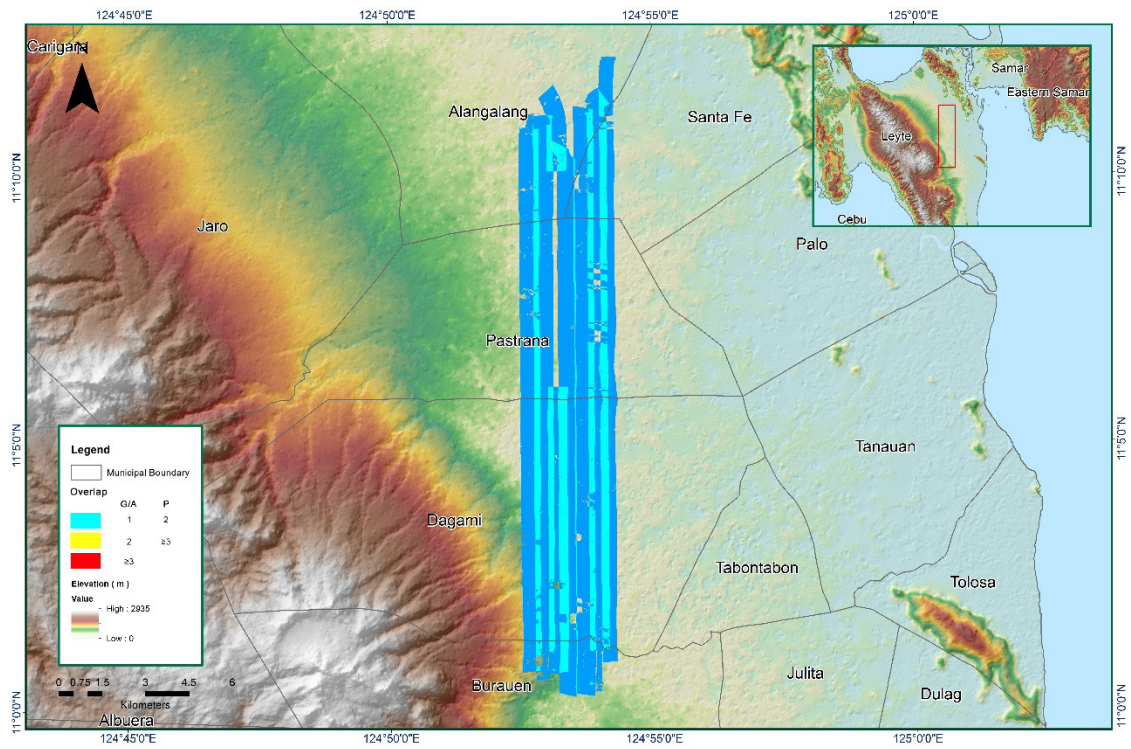 124°45'0"E 124°50'0"E 124°55'0"E 125°0'0"E
Carigara
N
Samar
Eastern Samar
Alangalang
Santa Fe
Leyte
11°10'0"N 11°10'0"N
Cebu
Jaro
Palo
Pastrana
11°5'0"N 11°5'0"N
Tanauan
Legend
Municipal Boundary
Overlap
G/A P
1 2
2 ≥3
≥3
Elevation ( m )
Value
High : 2935
Low : 0
Dagami
Tabontabon
Tolosa
Julita
Burauen
Dulag
0 0.75 1.5 3 4.5 6
Kilometers
11°0'0"N 11°0'0"N
Albuera
124°45'0"E 124°50'0"E 124°55'0"E 125°0'0"E